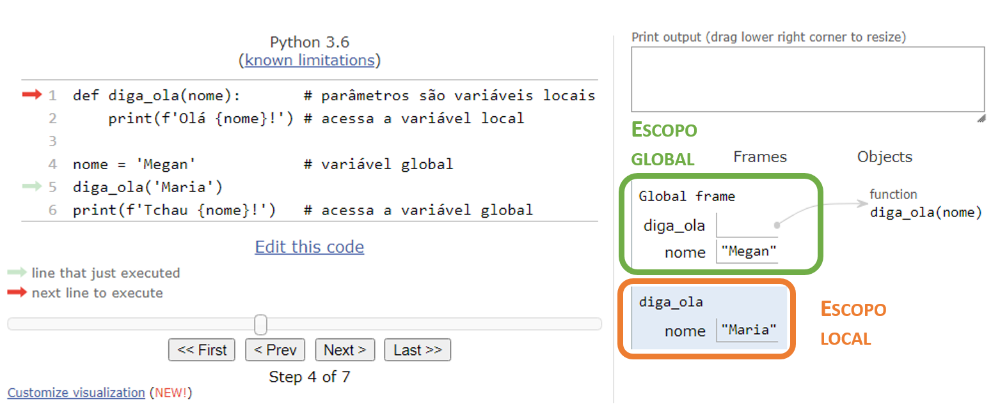 Python 3.6
(known limitations)
1 def diga_ola(nome):        # parâmetros são variáveis locais
2     print(f'Olá {nome}!') # acessa a variável local
3
4 nome = 'Megan'             # variável global
5 diga_ola('Maria')
6 print(f'Tchau {nome}!')    # acessa a variável global
Edit this code
line that just executed
next line to execute
<< First  < Prev  Next >  Last >>
Step 4 of 7
Customize visualization (NEW!)
Print output (drag lower right corner to resize)
ESCOPO
GLOBAL
Frames  Objects
Global frame
diga_ola
nome "Megan"
function
diga_ola(nome)
diga_ola
nome "Maria"
ESCOPO
LOCAL